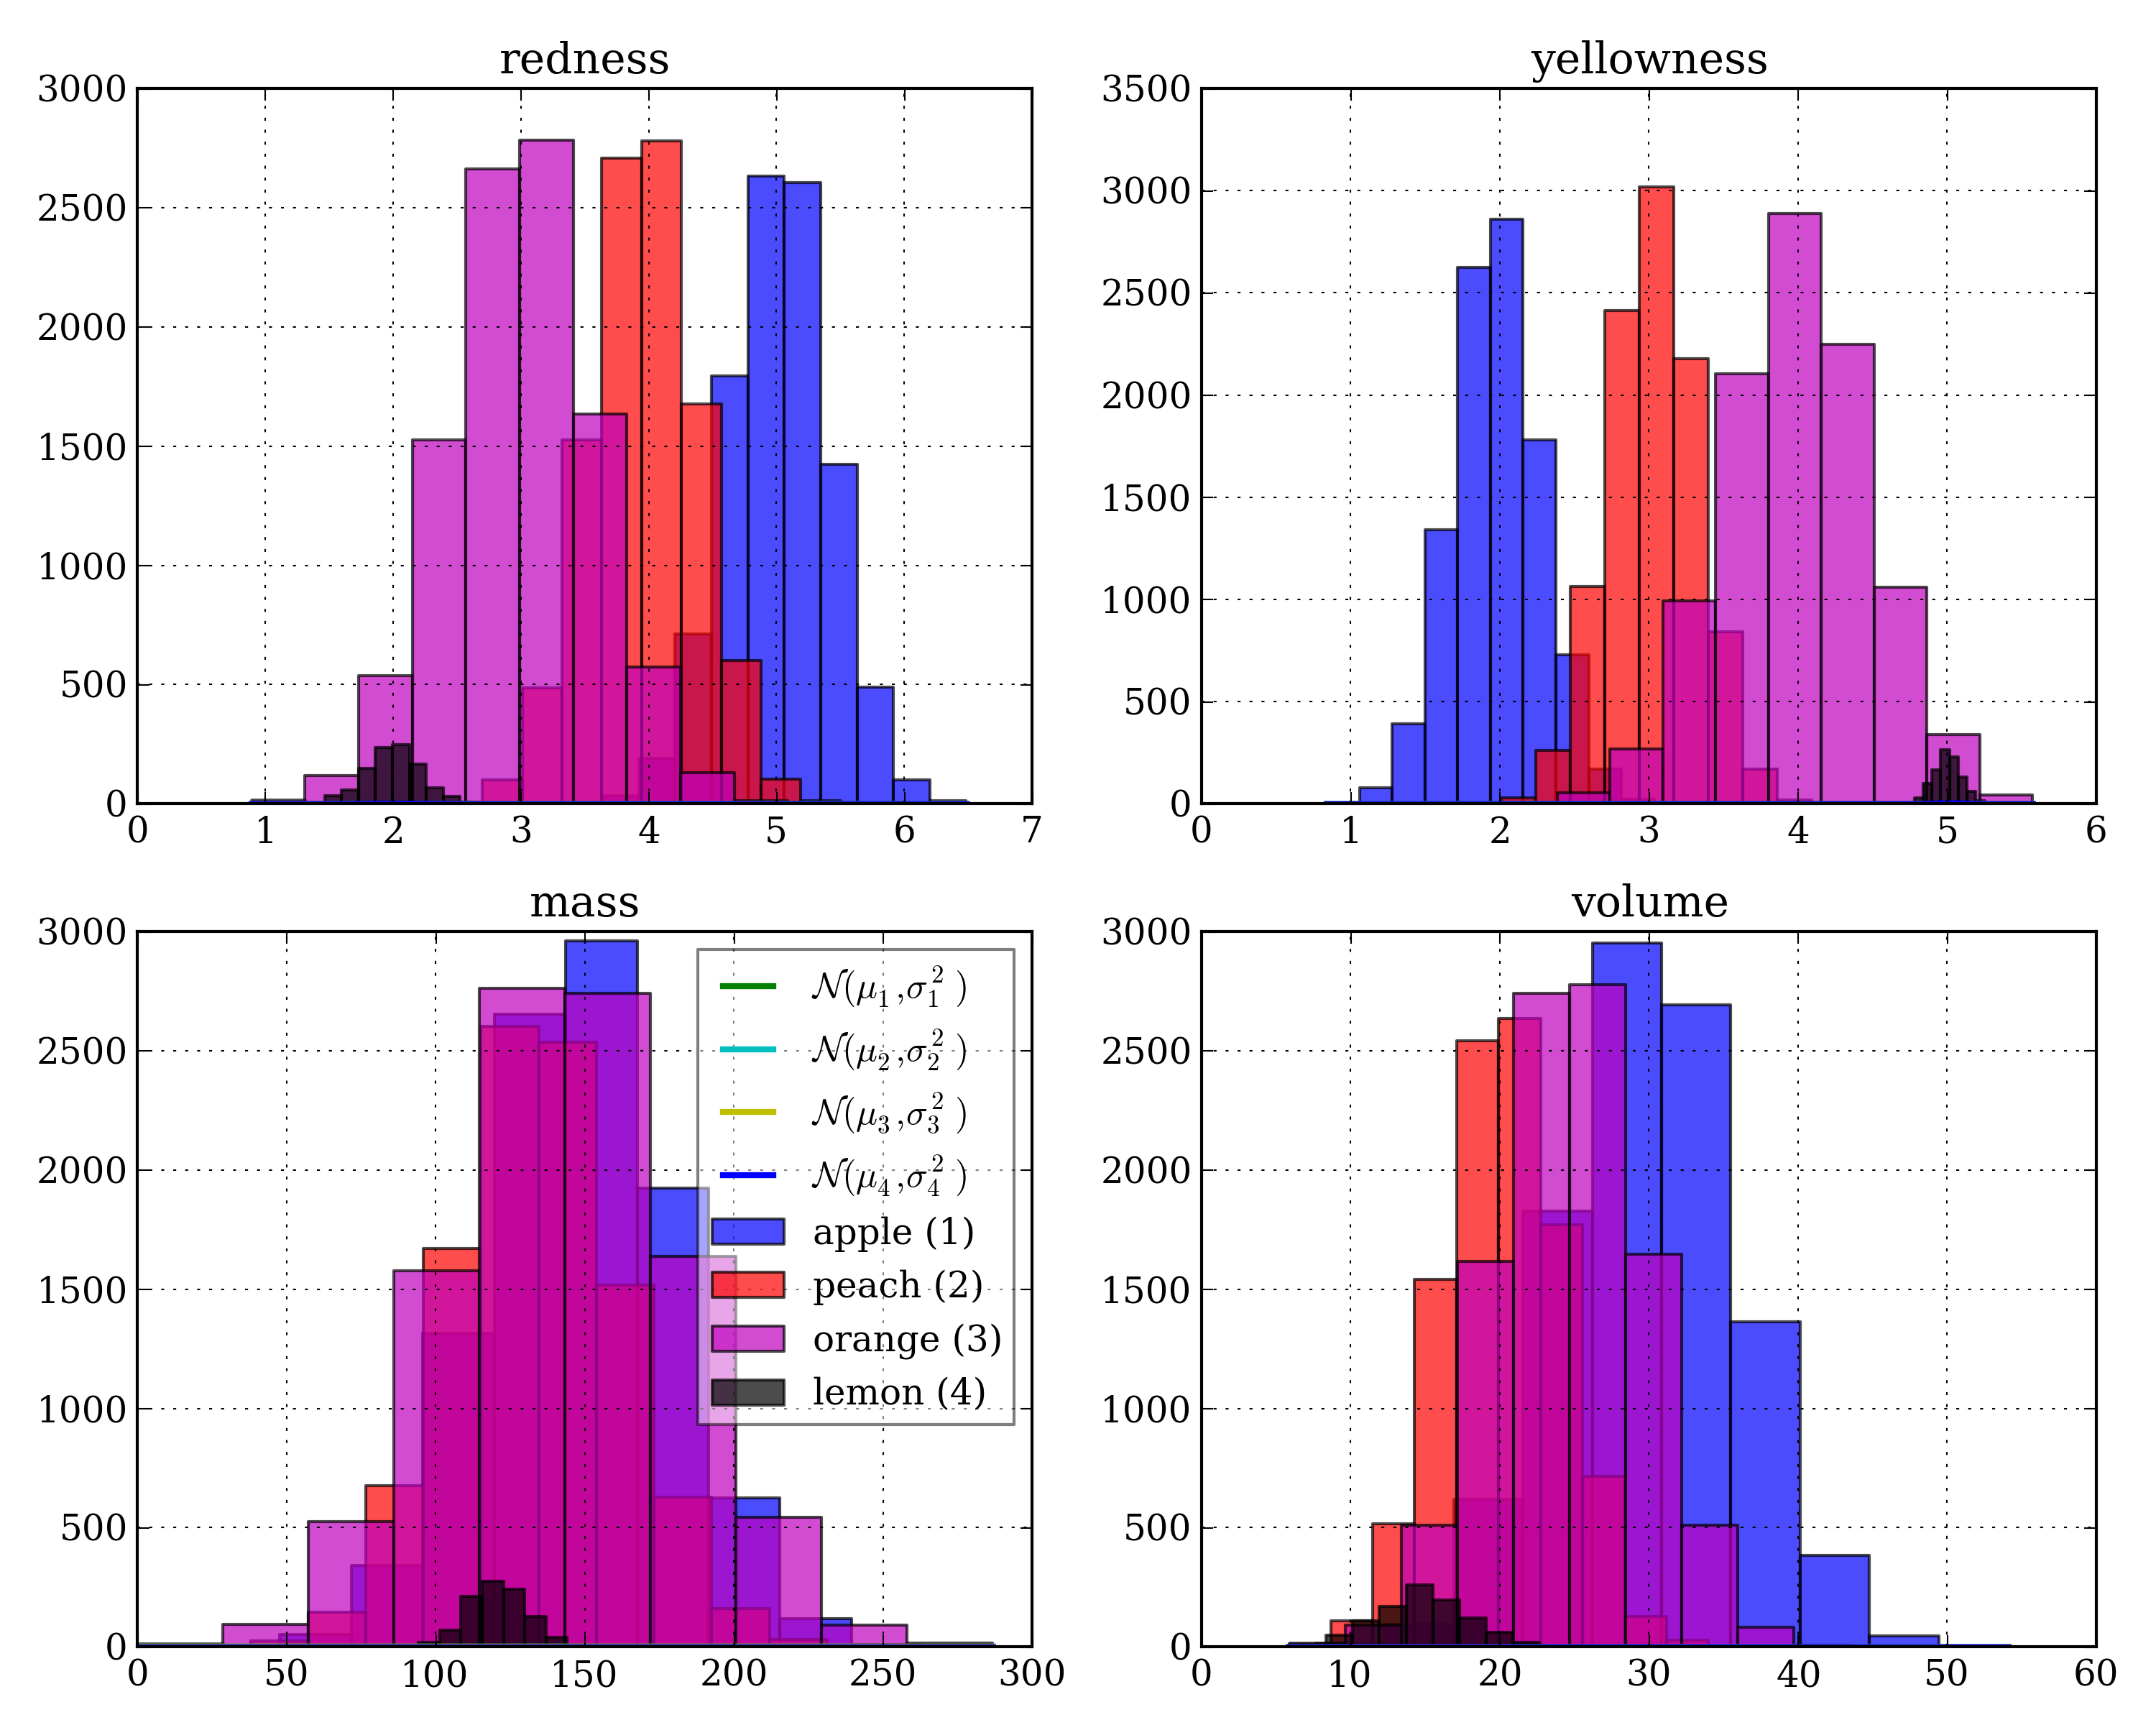 redness
3000
2500
2000
1500
1000
500
0
0 1 2 3 4 5 6 7
yellowness
3500
3000
2500
2000
1500
1000
500
0
0 1 2 3 4 5 6
mass
3000
2500
2000
1500
1000
500
0
0 50 100 150 200 250 300
𝒩(μ₁,σ₁²)
𝒩(μ₂,σ₂²)
𝒩(μ₃,σ₃²)
𝒩(μ₄,σ₄²)
apple (1)
peach (2)
orange (3)
lemon (4)
volume
3000
2500
2000
1500
1000
500
0
0 10 20 30 40 50 60